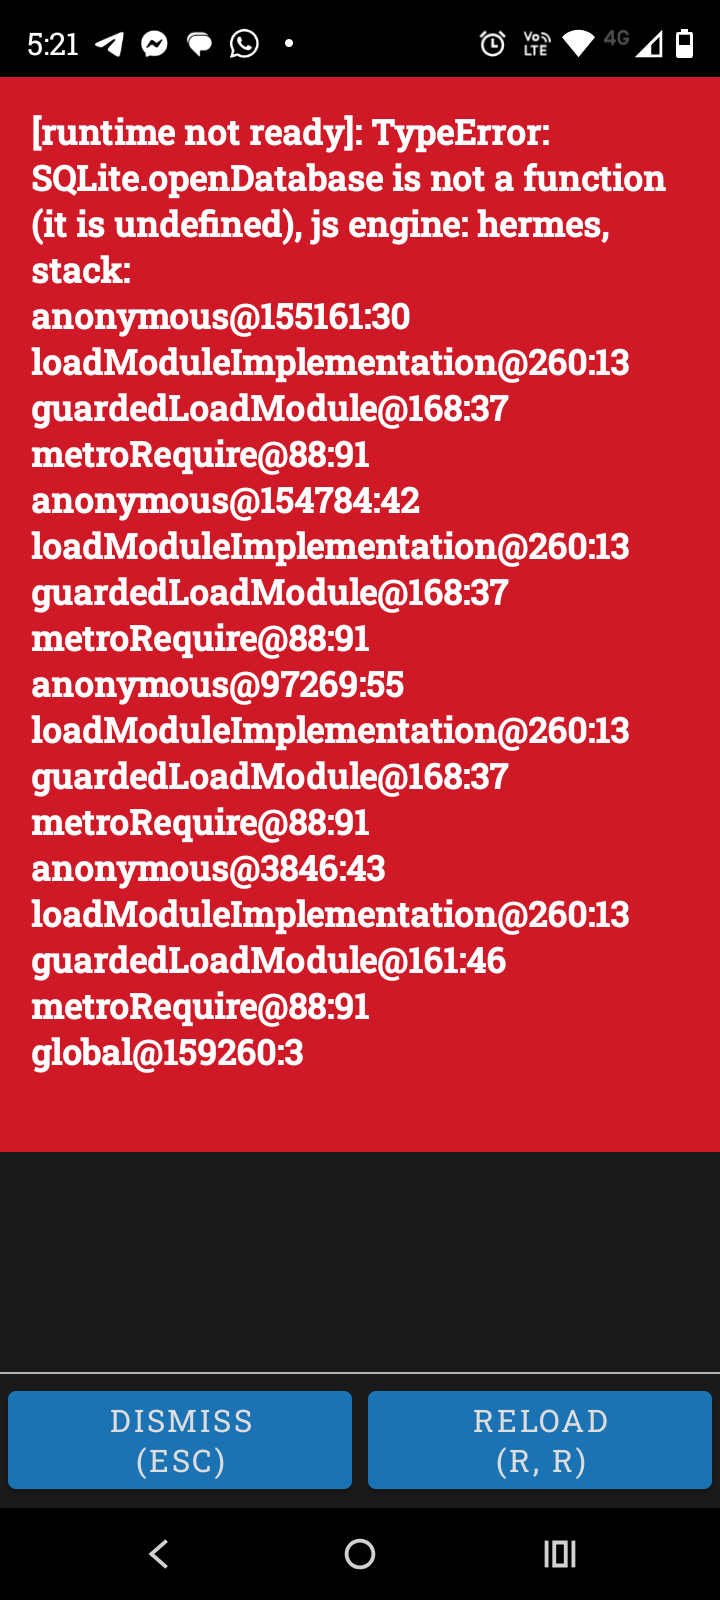 5:21
Vo
LTE
4G
[runtime not ready]: TypeError:
SQLite.openDatabase is not a function
(it is undefined), js engine: hermes,
stack:
anonymous@155161:30
loadModuleImplementation@260:13
guardedLoadModule@168:37
metroRequire@88:91
anonymous@154784:42
loadModuleImplementation@260:13
guardedLoadModule@168:37
metroRequire@88:91
anonymous@97269:55
loadModuleImplementation@260:13
guardedLoadModule@168:37
metroRequire@88:91
anonymous@3846:43
loadModuleImplementation@260:13
guardedLoadModule@161:46
metroRequire@88:91
global@159260:3
DISMISS
(ESC)
RELOAD
(R, R)